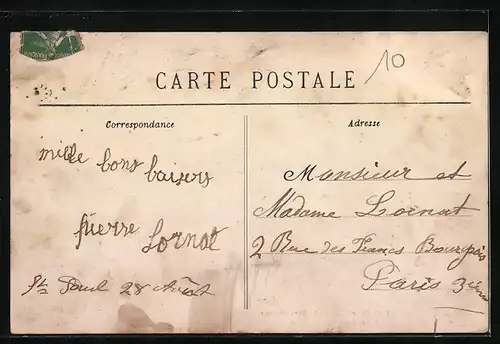 10
CARTE POSTALE
Correspondance
Adresse
mille bons baisers
pierre Lornat
St Paul 28 Août
Monsieur et
Madame Lornat
2 Rue des Francs Bourgeois
Paris 3ième